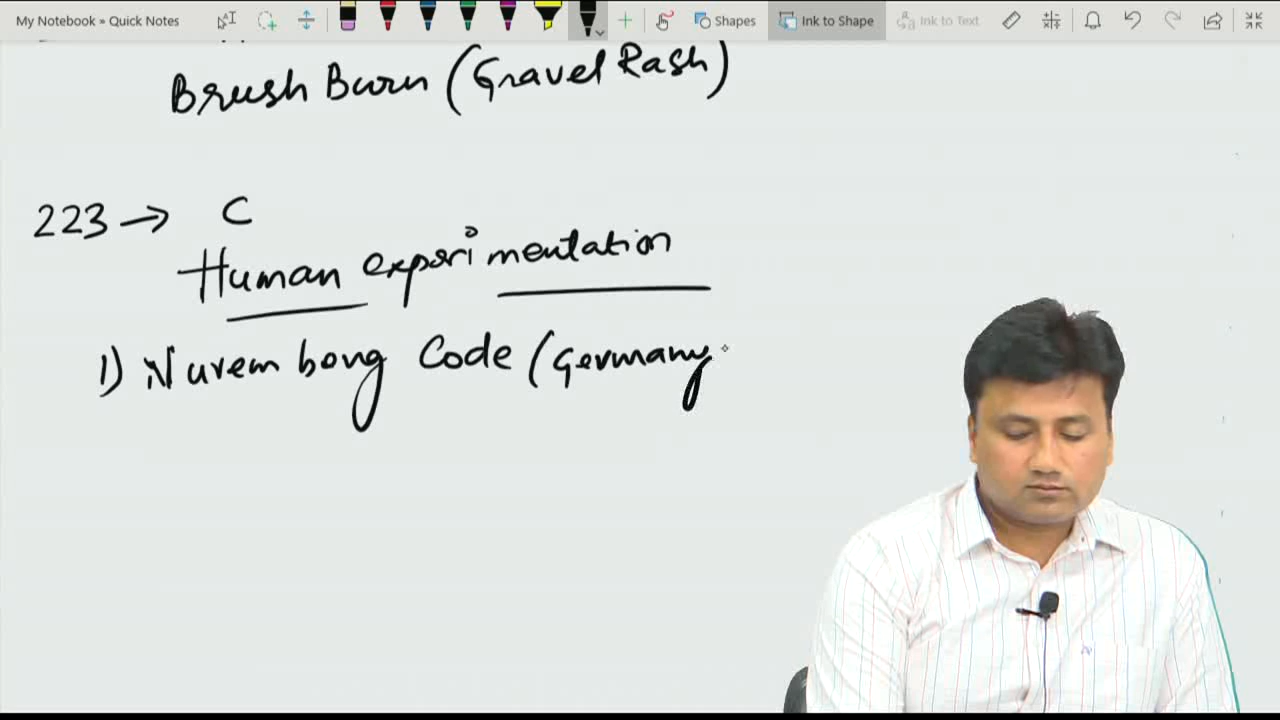 My Notebook » Quick Notes
Shapes
Ink to Shape
Ink to Text
Brush Burn (Gravel Rash)
223 → C
Human experimentation
1) Nuremberg Code (Germany